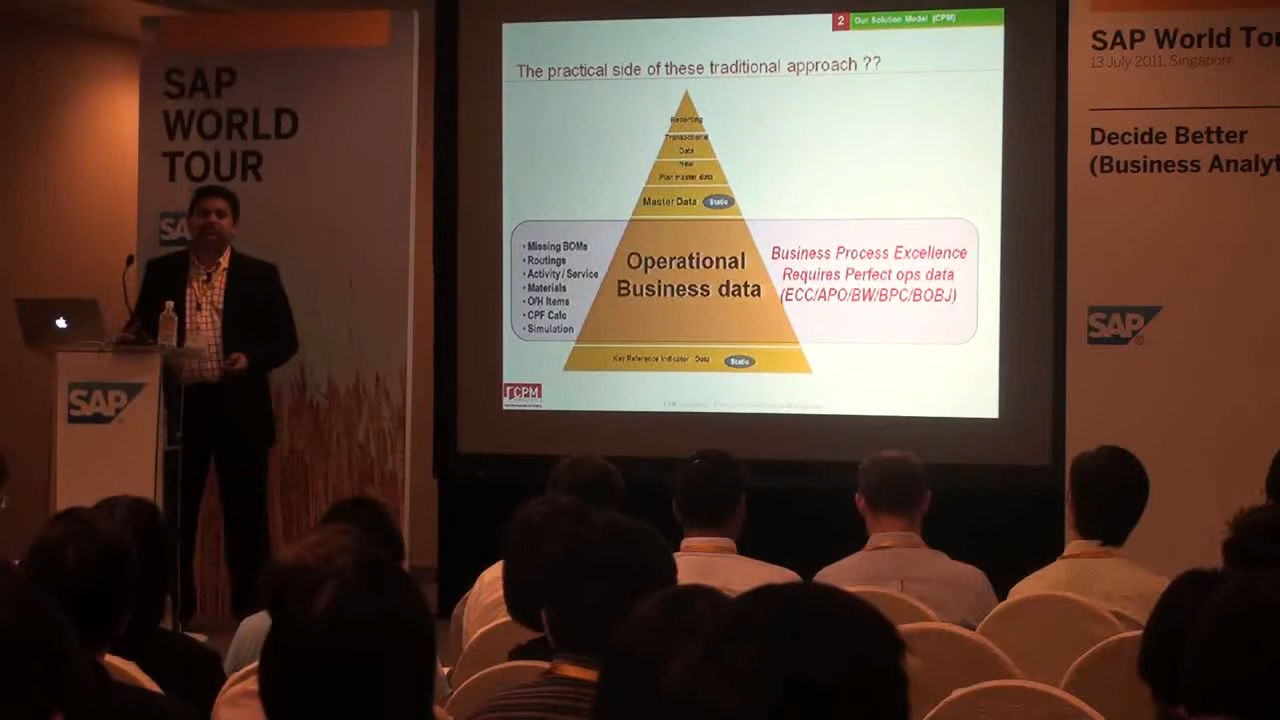 SAP
WORLD
TOUR
SAP
SAP
2 Our Solution Model (CPM)
The practical side of these traditional approach ??
Reporting
Transactional
Data
New
Plan master data
Master Data Static
• Missing BOMs
• Routings
• Activity / Service
• Materials
• O/H Items
• CPF Calc
• Simulation
Operational
Business data
Business Process Excellence
Requires Perfect ops data
(ECC/APO/BW/BPC/BOBJ)
Key Reference Indicator Data Static
CPM
SAP World Tou
13 July 2011, Singapore
Decide Better
(Business Analyt
SAP